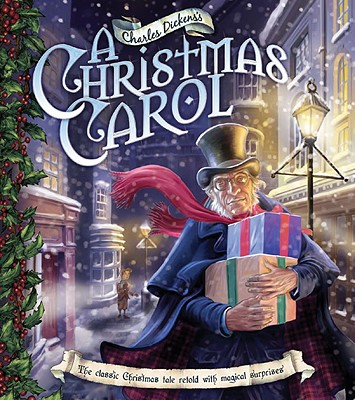 Charles Dickens's
A
CHRISTMAS
CAROL
The classic Christmas tale retold with magical surprises